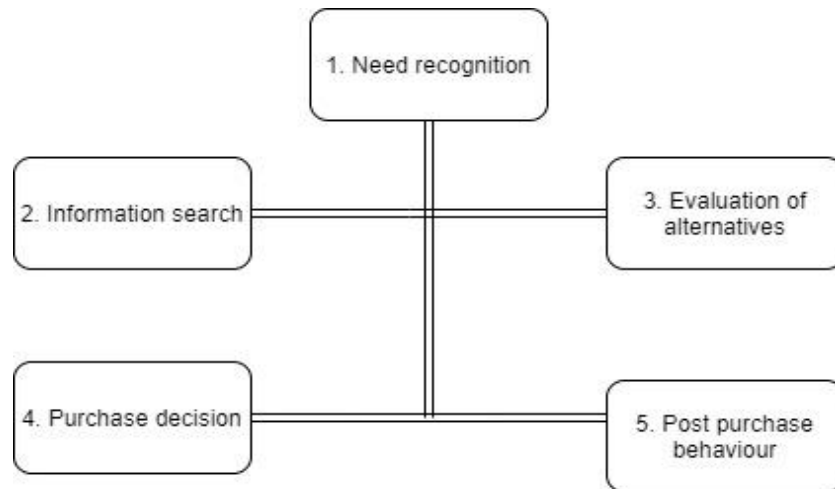 1. Need recognition
2. Information search
3. Evaluation of
alternatives
4. Purchase decision
5. Post purchase
behaviour